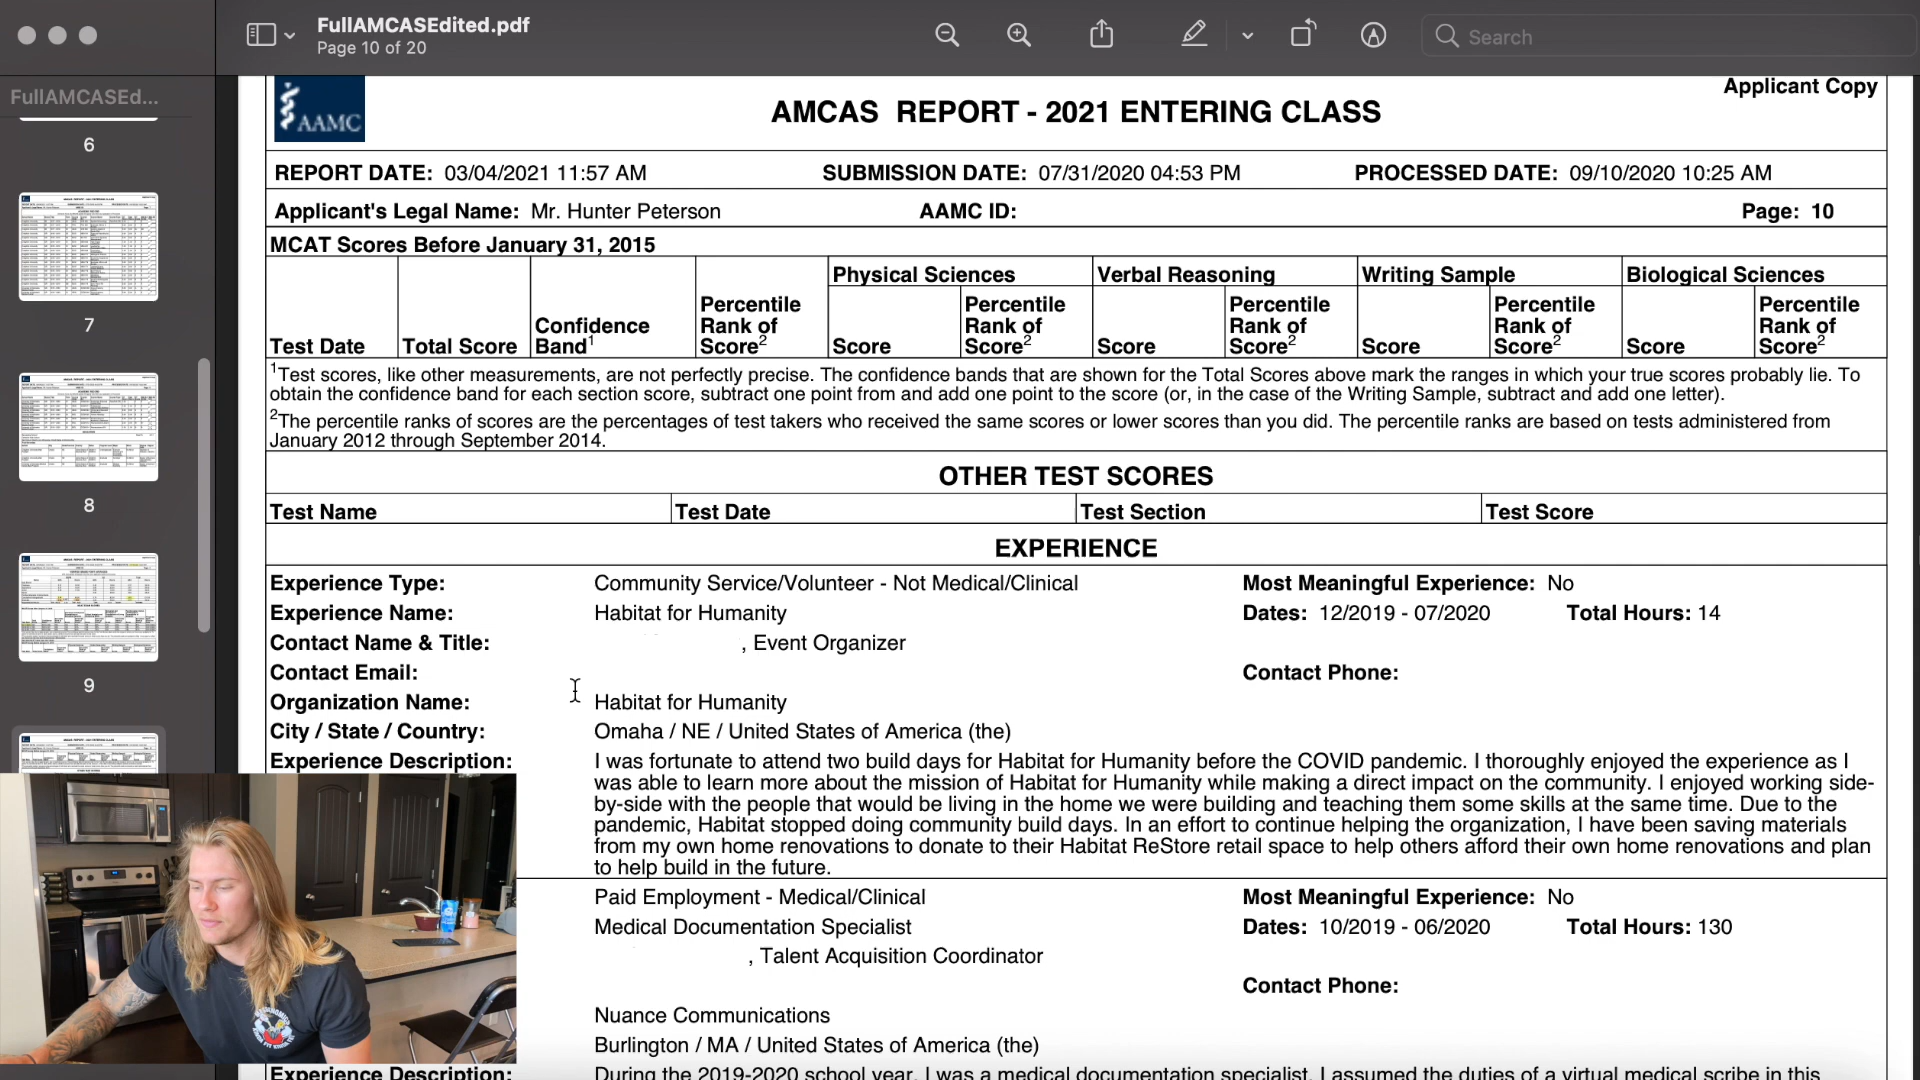 FullAMCASEdited.pdf
Page 10 of 20
Search
FullAMCASEd...
6
7
8
9
Applicant Copy
AAMC
AMCAS REPORT - 2021 ENTERING CLASS
REPORT DATE: 03/04/2021 11:57 AM SUBMISSION DATE: 07/31/2020 04:53 PM PROCESSED DATE: 09/10/2020 10:25 AM
Applicant's Legal Name: Mr. Hunter Peterson AAMC ID: Page: 10
MCAT Scores Before January 31, 2015
Physical Sciences Verbal Reasoning Writing Sample Biological Sciences
Test Date Total Score Confidence Band1 Percentile Rank of Score2 Score Percentile Rank of Score2 Score Percentile Rank of Score2 Score Percentile Rank of Score2 Score Percentile Rank of Score2
1Test scores, like other measurements, are not perfectly precise. The confidence bands that are shown for the Total Scores above mark the ranges in which your true scores probably lie. To
obtain the confidence band for each section score, subtract one point from and add one point to the score (or, in the case of the Writing Sample, subtract and add one letter).
2The percentile ranks of scores are the percentages of test takers who received the same scores or lower scores than you did. The percentile ranks are based on tests administered from
January 2012 through September 2014.
OTHER TEST SCORES
Test Name Test Date Test Section Test Score
EXPERIENCE
Experience Type: Community Service/Volunteer - Not Medical/Clinical Most Meaningful Experience: No
Experience Name: Habitat for Humanity Dates: 12/2019 - 07/2020 Total Hours: 14
Contact Name & Title: , Event Organizer
Contact Email: Contact Phone:
Organization Name: Habitat for Humanity
City / State / Country: Omaha / NE / United States of America (the)
Experience Description: I was fortunate to attend two build days for Habitat for Humanity before the COVID pandemic. I thoroughly enjoyed the experience as I
was able to learn more about the mission of Habitat for Humanity while making a direct impact on the community. I enjoyed working side-
by-side with the people that would be living in the home we were building and teaching them some skills at the same time. Due to the
pandemic, Habitat stopped doing community build days. In an effort to continue helping the organization, I have been saving materials
from my own home renovations to donate to their Habitat ReStore retail space to help others afford their own home renovations and plan
to help build in the future.
Paid Employment - Medical/Clinical Most Meaningful Experience: No
Medical Documentation Specialist Dates: 10/2019 - 06/2020 Total Hours: 130
, Talent Acquisition Coordinator
Contact Phone:
Nuance Communications
Burlington / MA / United States of America (the)
Experience Description: During the 2019-2020 school year, I was a medical documentation specialist. I assumed the duties of a virtual medical scribe in this